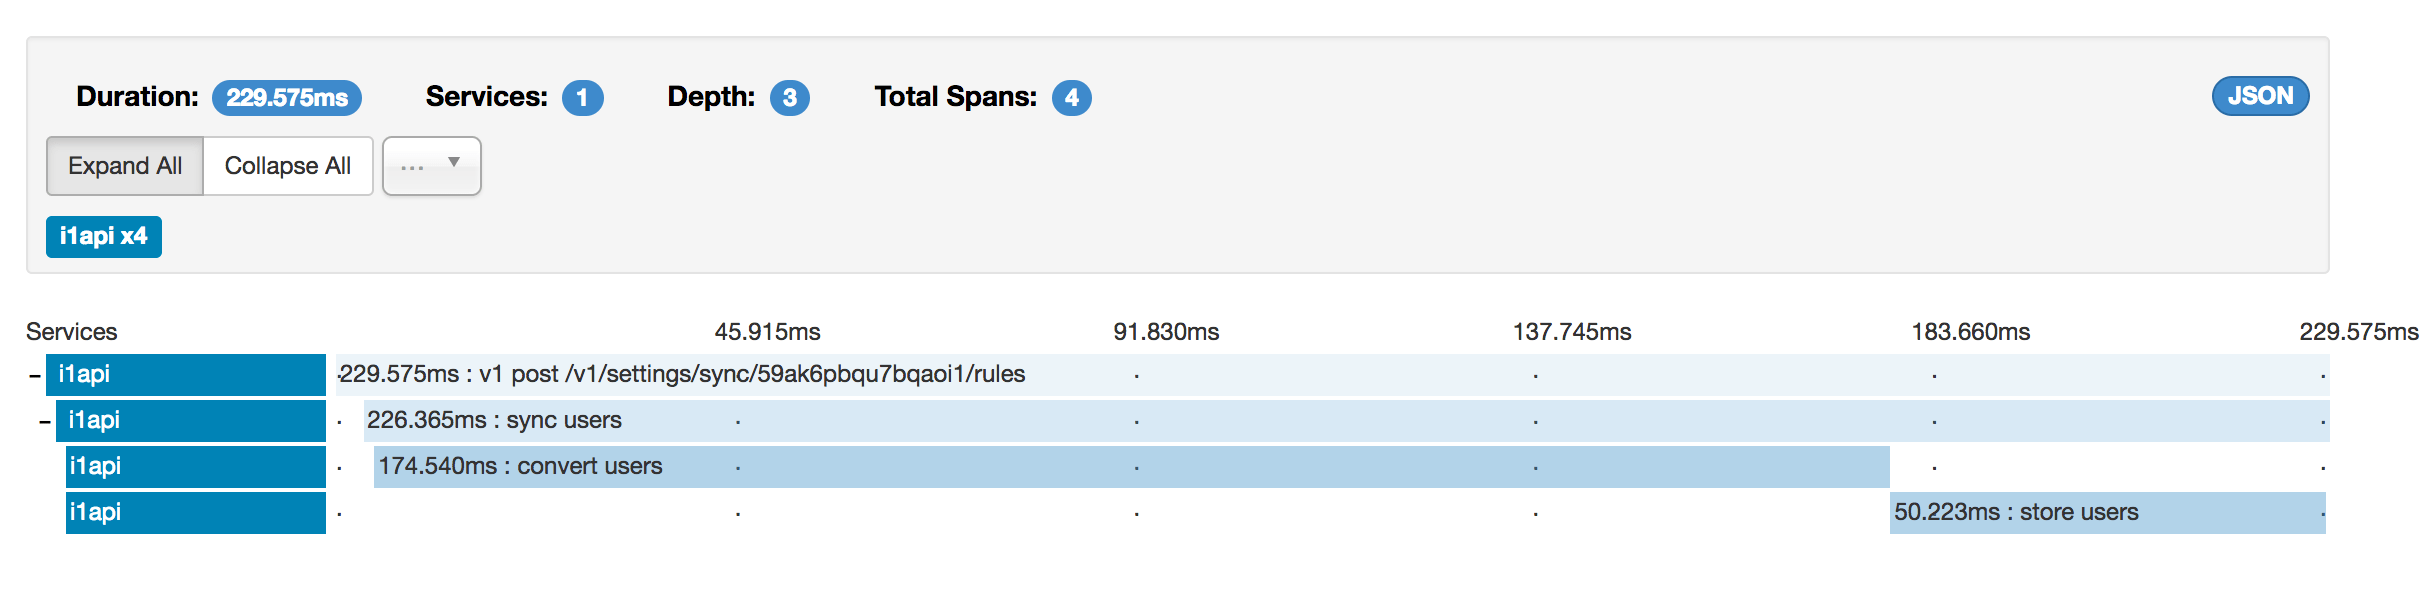 Duration: 229.575ms Services: 1 Depth: 3 Total Spans: 4 JSON
Expand All Collapse All ...
i1api x4
Services 45.915ms 91.830ms 137.745ms 183.660ms 229.575ms
- i1api 229.575ms : v1 post /v1/settings/sync/59ak6pbqu7bqaoi1/rules
- i1api 226.365ms : sync users
i1api 174.540ms : convert users
i1api 50.223ms : store users